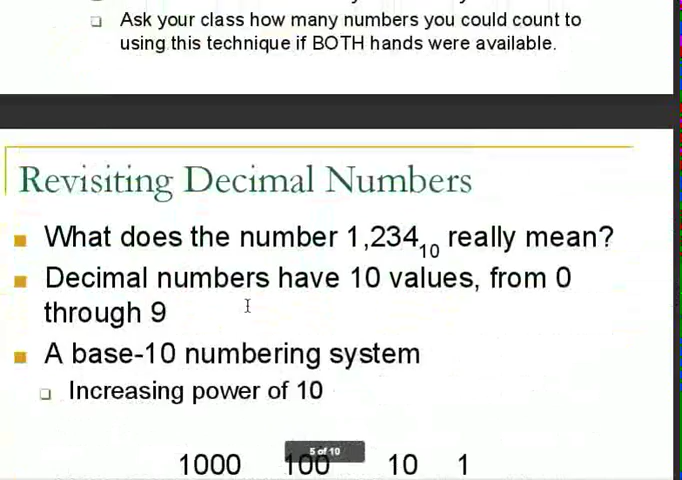 Ask your class how many numbers you could count to
using this technique if BOTH hands were available.
Revisiting Decimal Numbers
What does the number 1,234₁₀ really mean?
Decimal numbers have 10 values, from 0
through 9
A base-10 numbering system
Increasing power of 10
5 of 10
1000 100 10 1